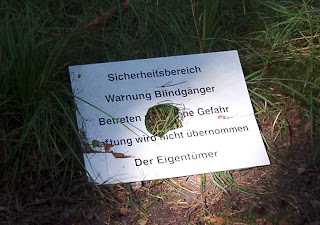 Sicherheitsbereich
Warnung Blindgänger
Betreten Gefahr
wird nicht übernommen
Der Eigentümer